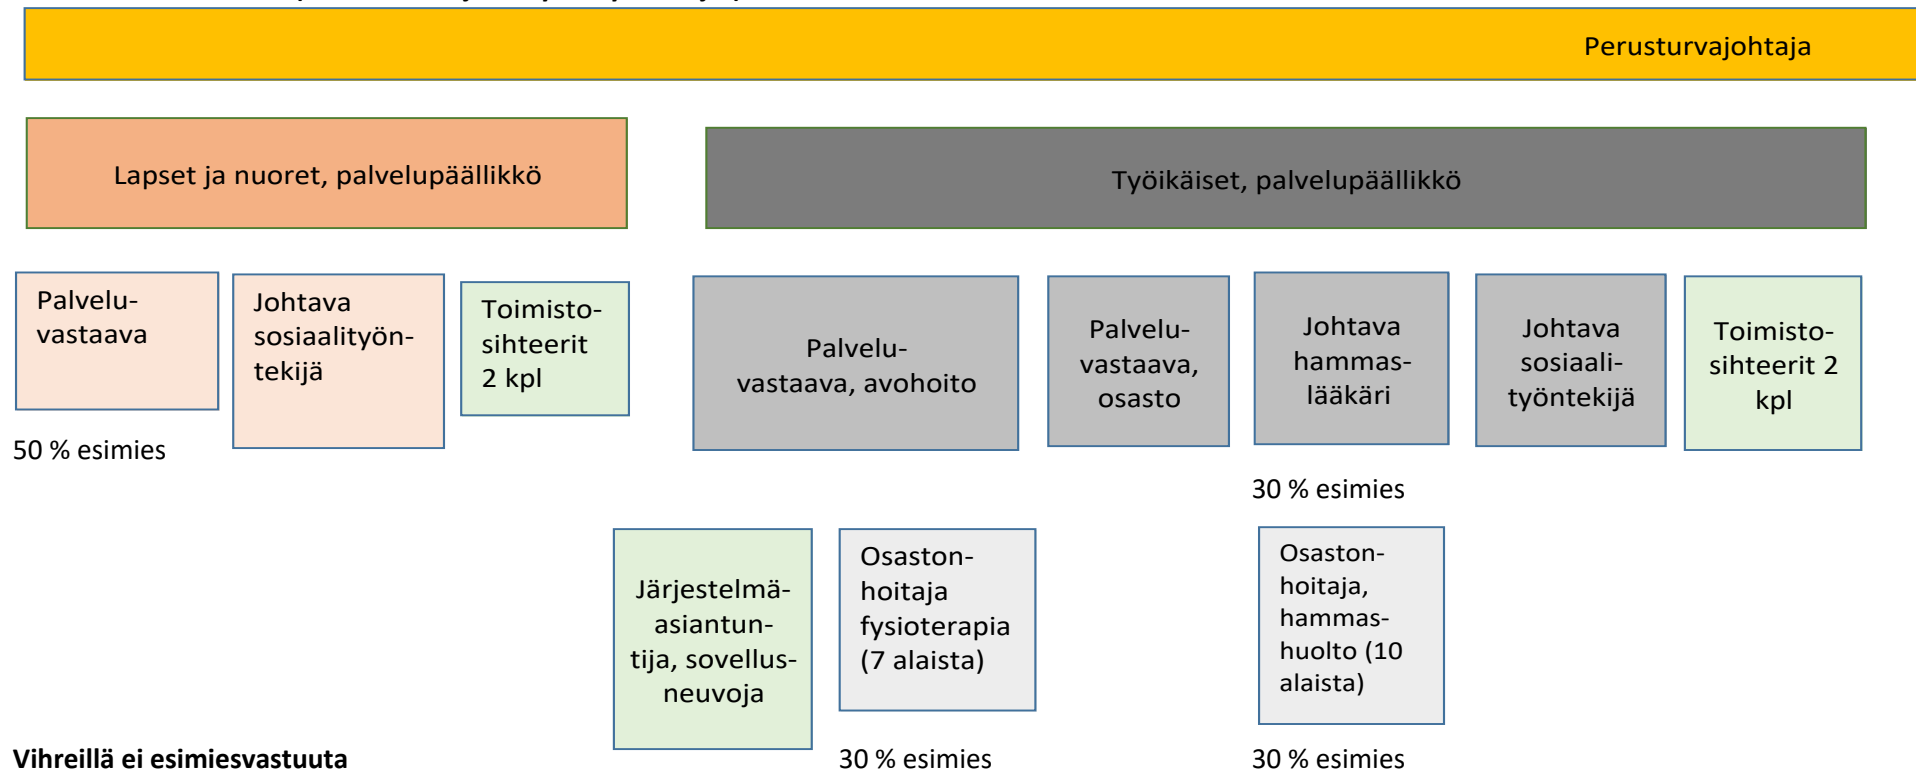 Perusturvajohtaja
Lapset ja nuoret, palvelupäällikkö
Työikäiset, palvelupäällikkö
Palvelu-
vastaava
Johtava
sosiaalityön-
tekijä
Toimisto-
sihteerit
2 kpl
Palvelu-
vastaava, avohoito
Palvelu-
vastaava,
osasto
Johtava
hammas-
lääkäri
Johtava
sosiaali-
työntekijä
Toimisto-
sihteerit 2
kpl
50 % esimies
30 % esimies
Järjestelmä-
asiantun-
tija, sovellus-
neuvoja
Osaston-
hoitaja
fysioterapia
(7 alaista)
Osaston-
hoitaja,
hammas-
huolto (10
alaista)
Vihreillä ei esimiesvastuuta
30 % esimies
30 % esimies